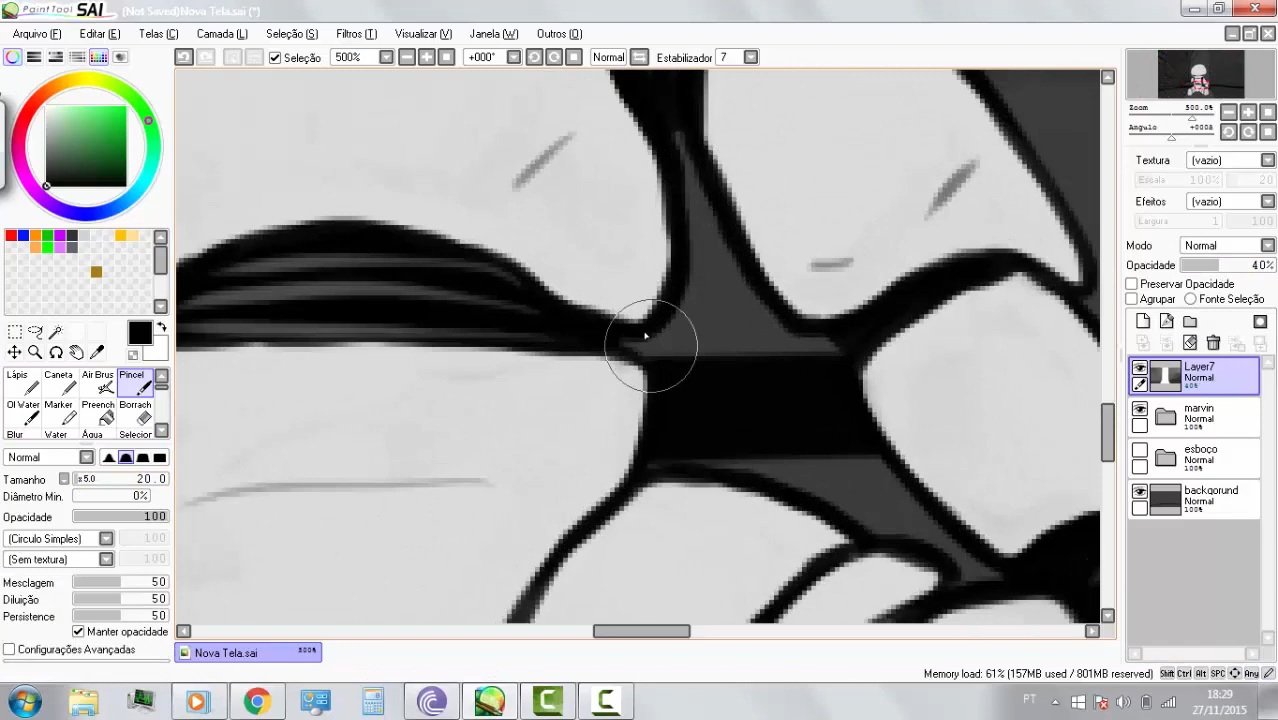 PaintTool SAI (Not Saved)Nova Tela.sai (*)
Arquivo (F) Editar (E) Telas (C) Camada (L) Seleção (S) Filtros (T) Visualizar (V) Janela (W) Outros (O)
Seleção 500% +000° Normal Estabilizador 7
Zoom 500.0%
Angulo +000°
Textura (vazio)
Escala 100% 20
Efeitos (vazio)
Largura 1 100
Modo Normal
Opacidade 40%
Preservar Opacidade
Agrupar Fonte Seleção
Layer7
Normal
40%
marvin
Normal
100%
esboço
Normal
100%
background
Normal
100%
Lápis Caneta Air Brus Pincel
Ol Water Marker Preench Borrach
Blur Water Água Selecior
Normal
Tamanho x5.0 20.0
Diâmetro Min. 0%
Opacidade 100
(Circulo Simples) 100
(Sem textura) 100
Mesclagem 50
Diluição 50
Persistence 50
Manter opacidade
Configurações Avançadas
Nova Tela.sai 500%
Memory load: 61% (157MB used / 801MB reserved) Shift Ctrl Alt SPC Any
PT 18:29
27/11/2015